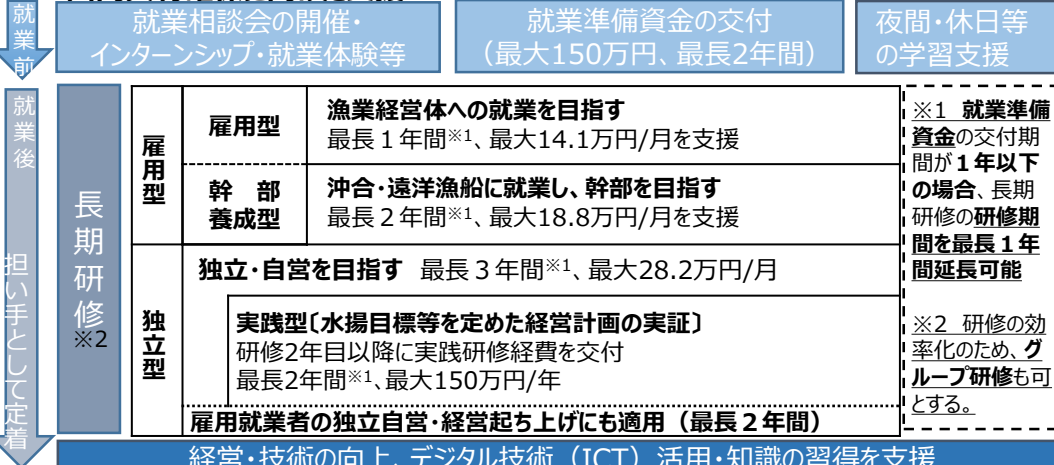 就業前
就業相談会の開催・
インターンシップ・就業体験等
就業準備資金の交付
（最大150万円、最長2年間）
夜間・休日等
の学習支援
就業後
担い手として定着
長期研修
※2
雇用型
雇用型
漁業経営体への就業を目指す
最長１年間※1、最大14.1万円/月を支援
幹　部
養成型
沖合・遠洋漁船に就業し、幹部を目指す
最長２年間※1、最大18.8万円/月を支援
独立型
独立・自営を目指す　最長３年間※1、最大28.2万円/月
実践型〔水揚目標等を定めた経営計画の実証〕
研修2年目以降に実践研修経費を交付
最長2年間※1、最大150万円/年
雇用就業者の独立自営・経営起ち上げにも適用（最長２年間）
※1　就業準備
資金の交付期
間が１年以下
の場合、長期
研修の研修期
間を最長１年
間延長可能
※2　研修の効
率化のため、グ
ループ研修も可
とする。
経営・技術の向上、デジタル技術（ICT）活用・知識の習得を支援